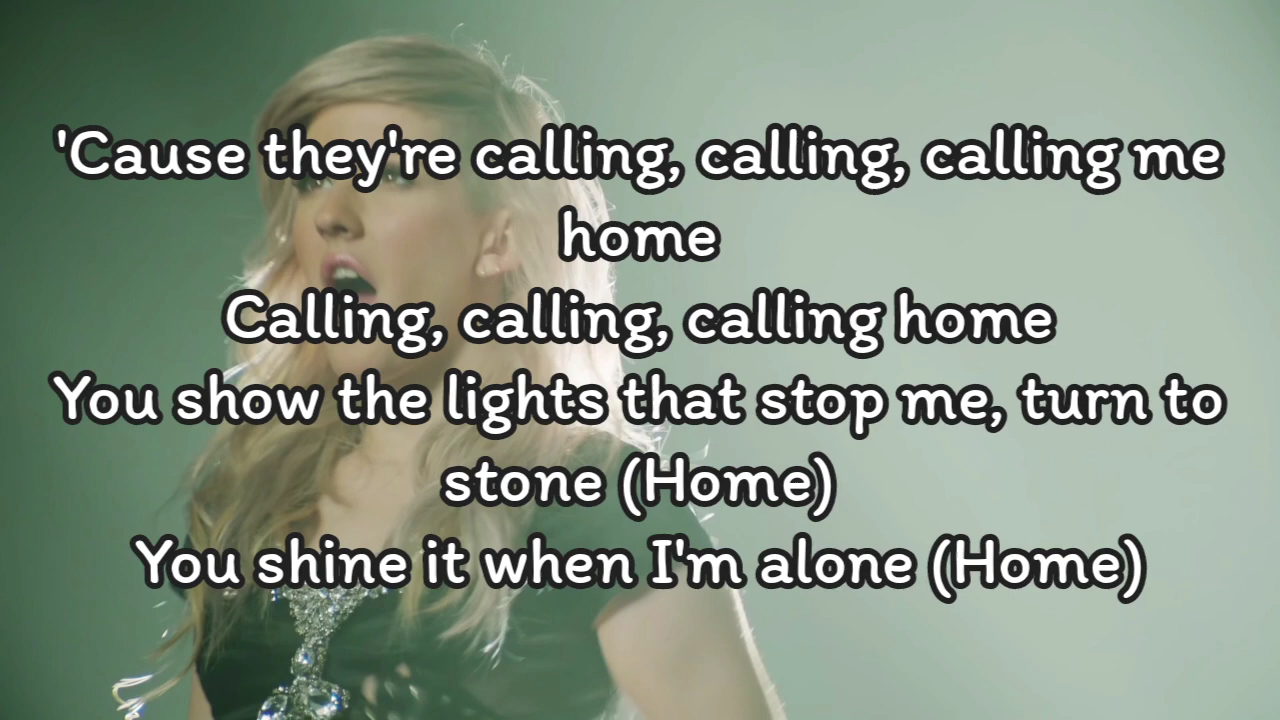 'Cause they're calling, calling, calling me
home
Calling, calling, calling home
You show the lights that stop me, turn to
stone (Home)
You shine it when I'm alone (Home)